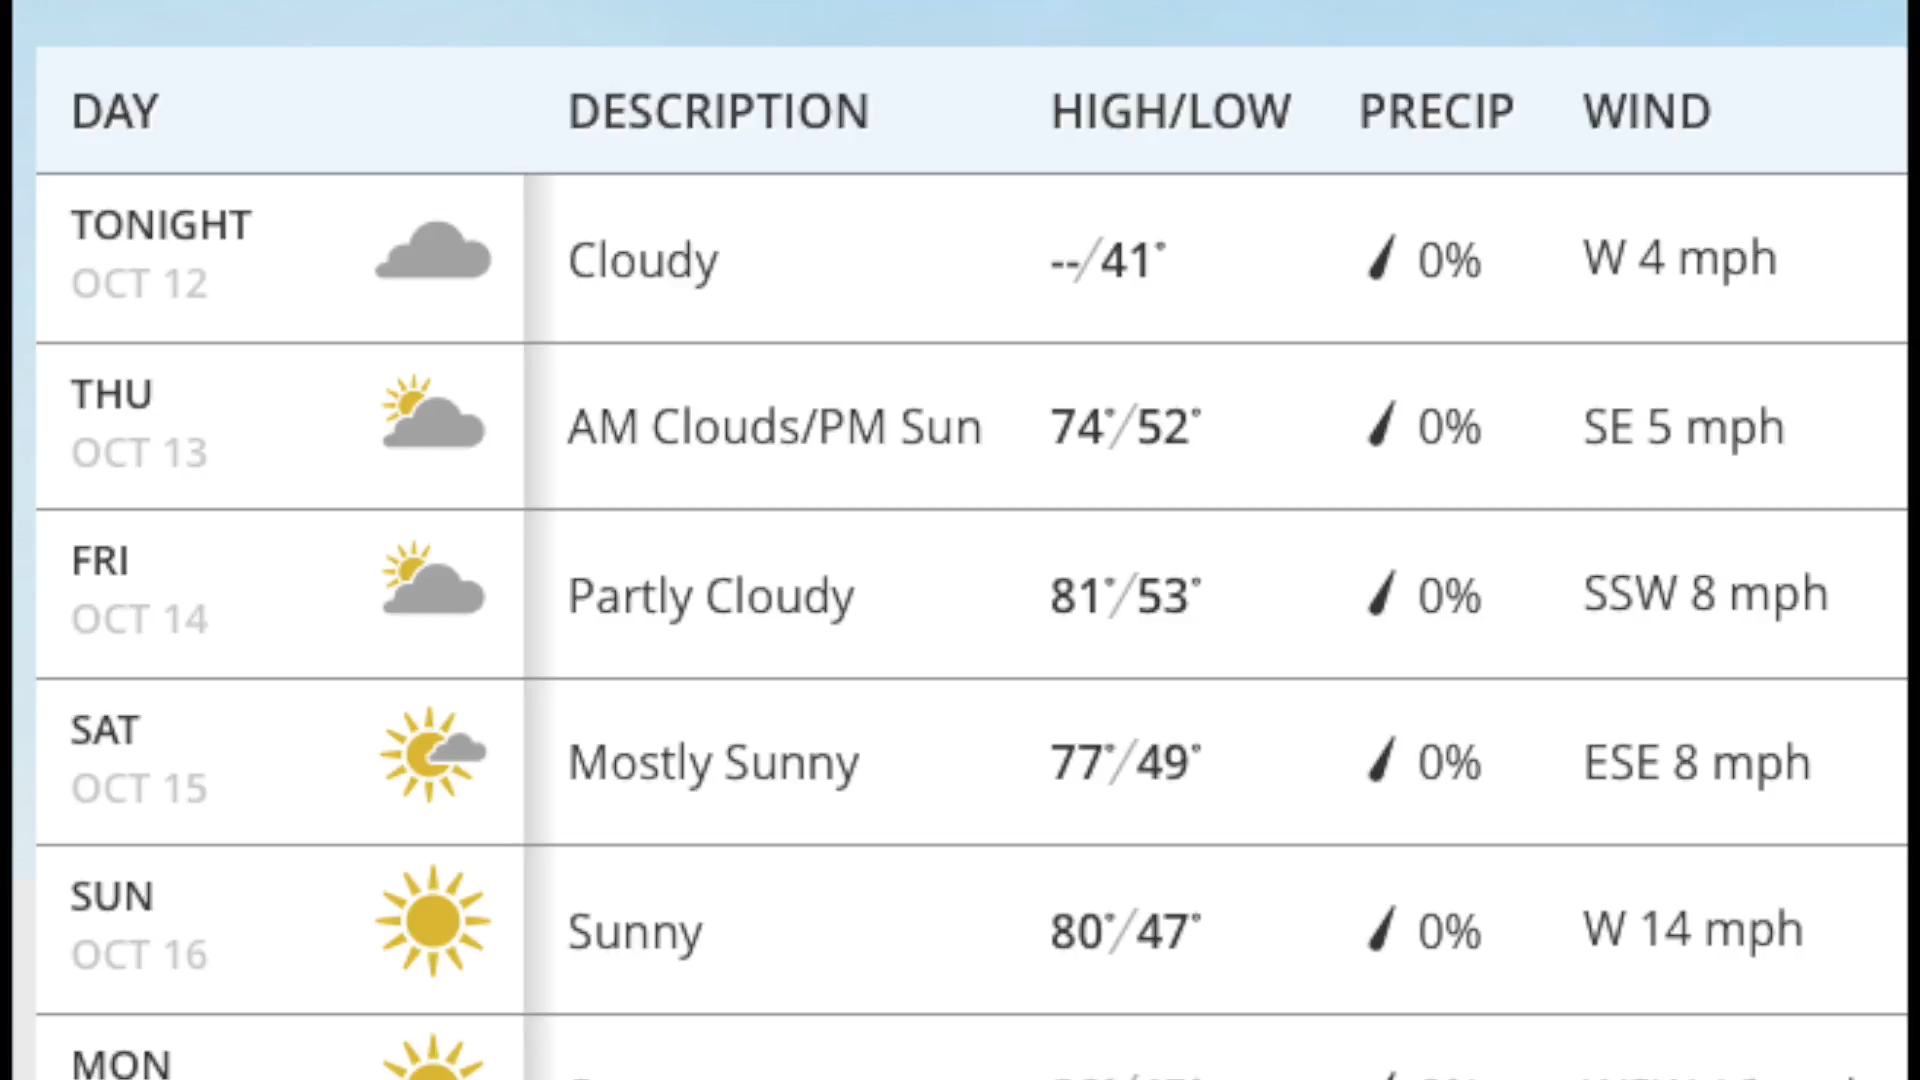 DAY DESCRIPTION HIGH/LOW PRECIP WIND
TONIGHT
OCT 12
Cloudy --/41° 0% W 4 mph
THU
OCT 13
AM Clouds/PM Sun 74°/52° 0% SE 5 mph
FRI
OCT 14
Partly Cloudy 81°/53° 0% SSW 8 mph
SAT
OCT 15
Mostly Sunny 77°/49° 0% ESE 8 mph
SUN
OCT 16
Sunny 80°/47° 0% W 14 mph
MON